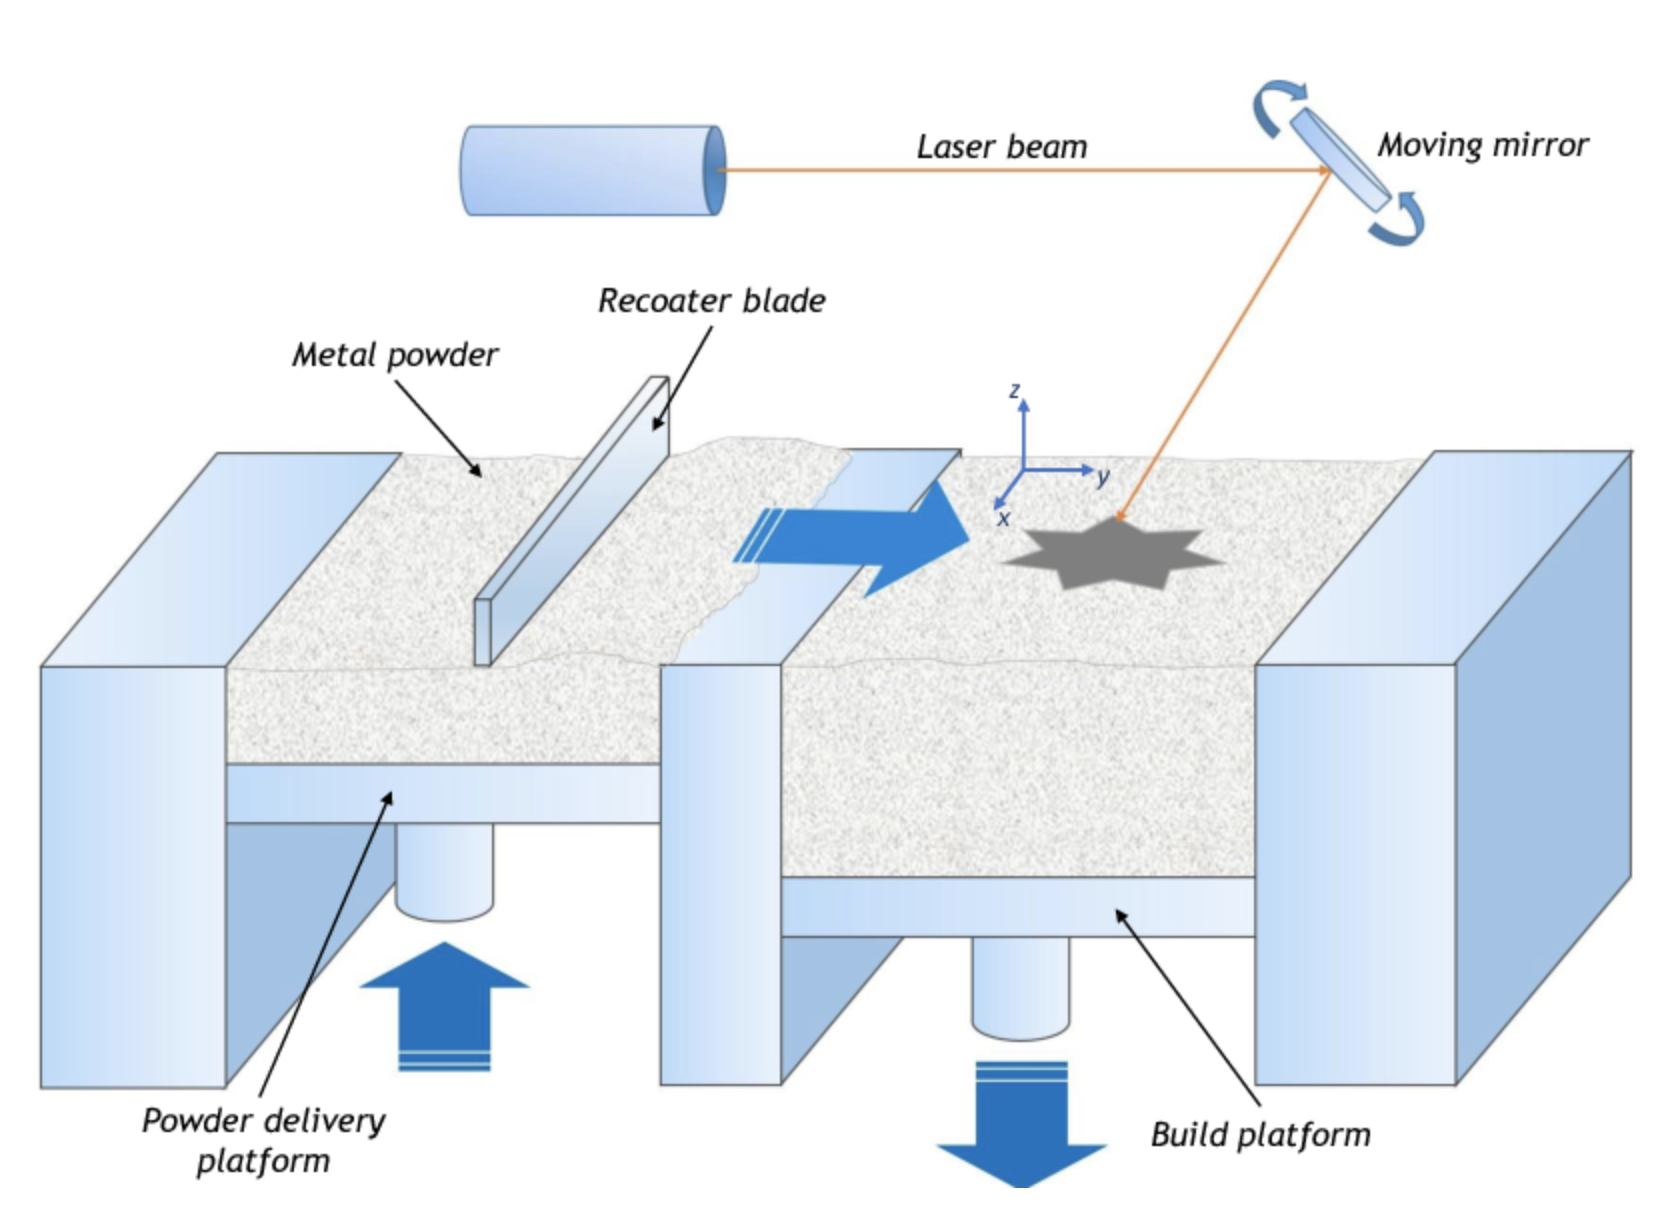 Laser beam
Moving mirror
Recoater blade
Metal powder
z
y
x
Powder delivery
platform
Build platform